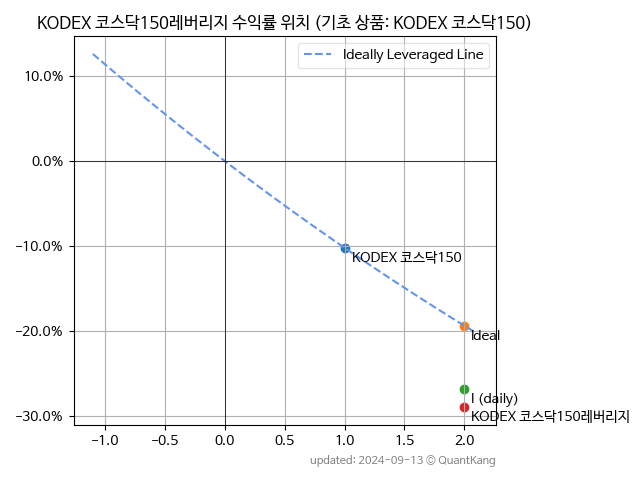 KODEX 코스닥150레버리지 수익률 위치 (기초 상품: KODEX 코스닥150)
Ideally Leveraged Line
10.0%
0.0%
−10.0%
−20.0%
−30.0%
KODEX 코스닥150
Ideal
I (daily)
KODEX 코스닥150레버리지
−1.0 −0.5 0.0 0.5 1.0 1.5 2.0
updated: 2024-09-13 © QuantKang